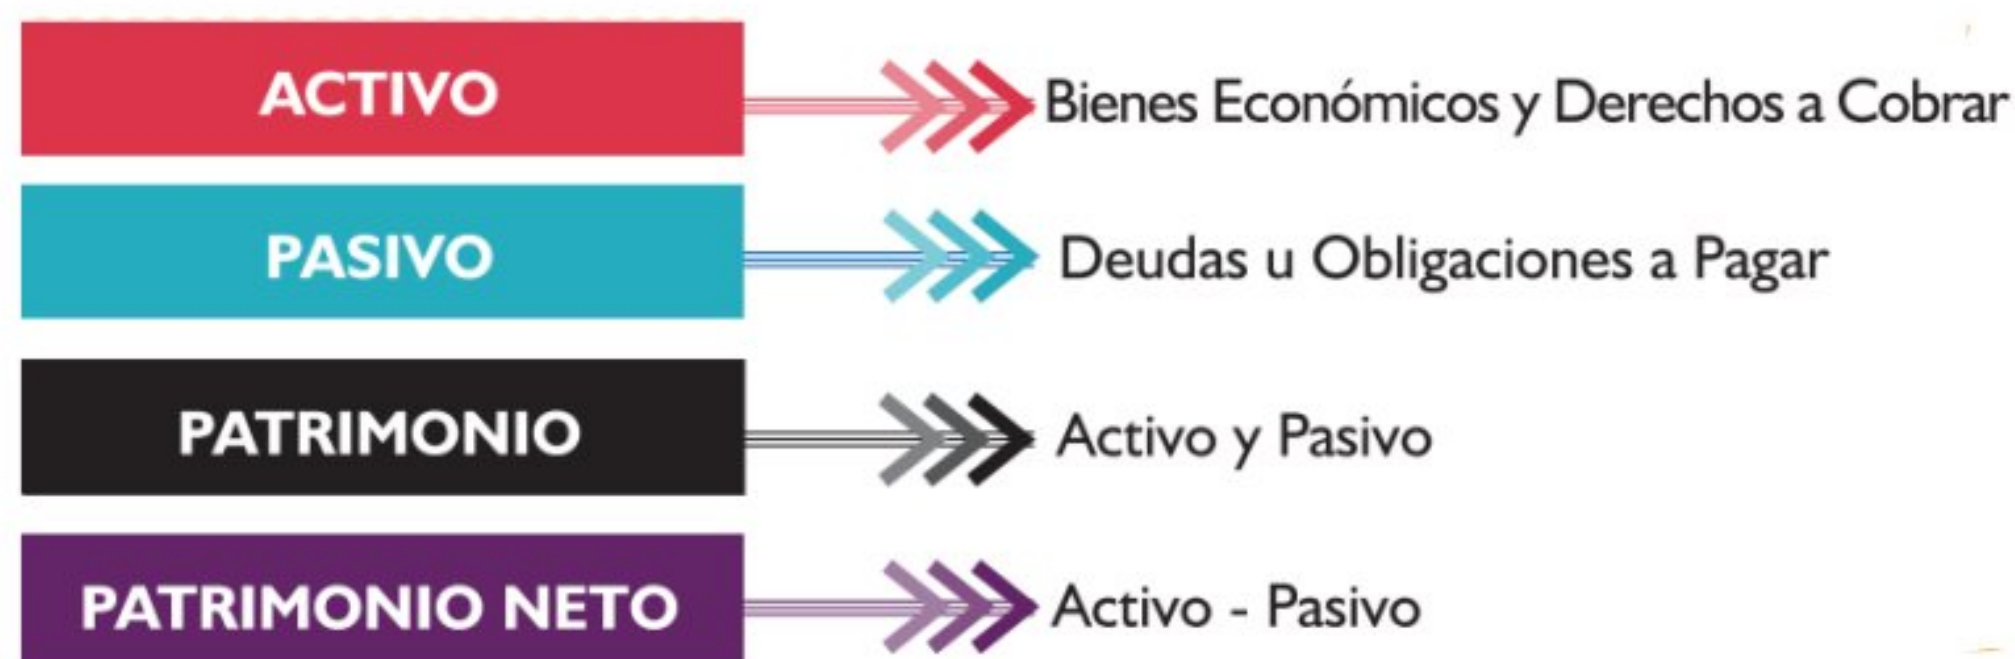 ACTIVO Bienes Económicos y Derechos a Cobrar
PASIVO Deudas u Obligaciones a Pagar
PATRIMONIO Activo y Pasivo
PATRIMONIO NETO Activo - Pasivo